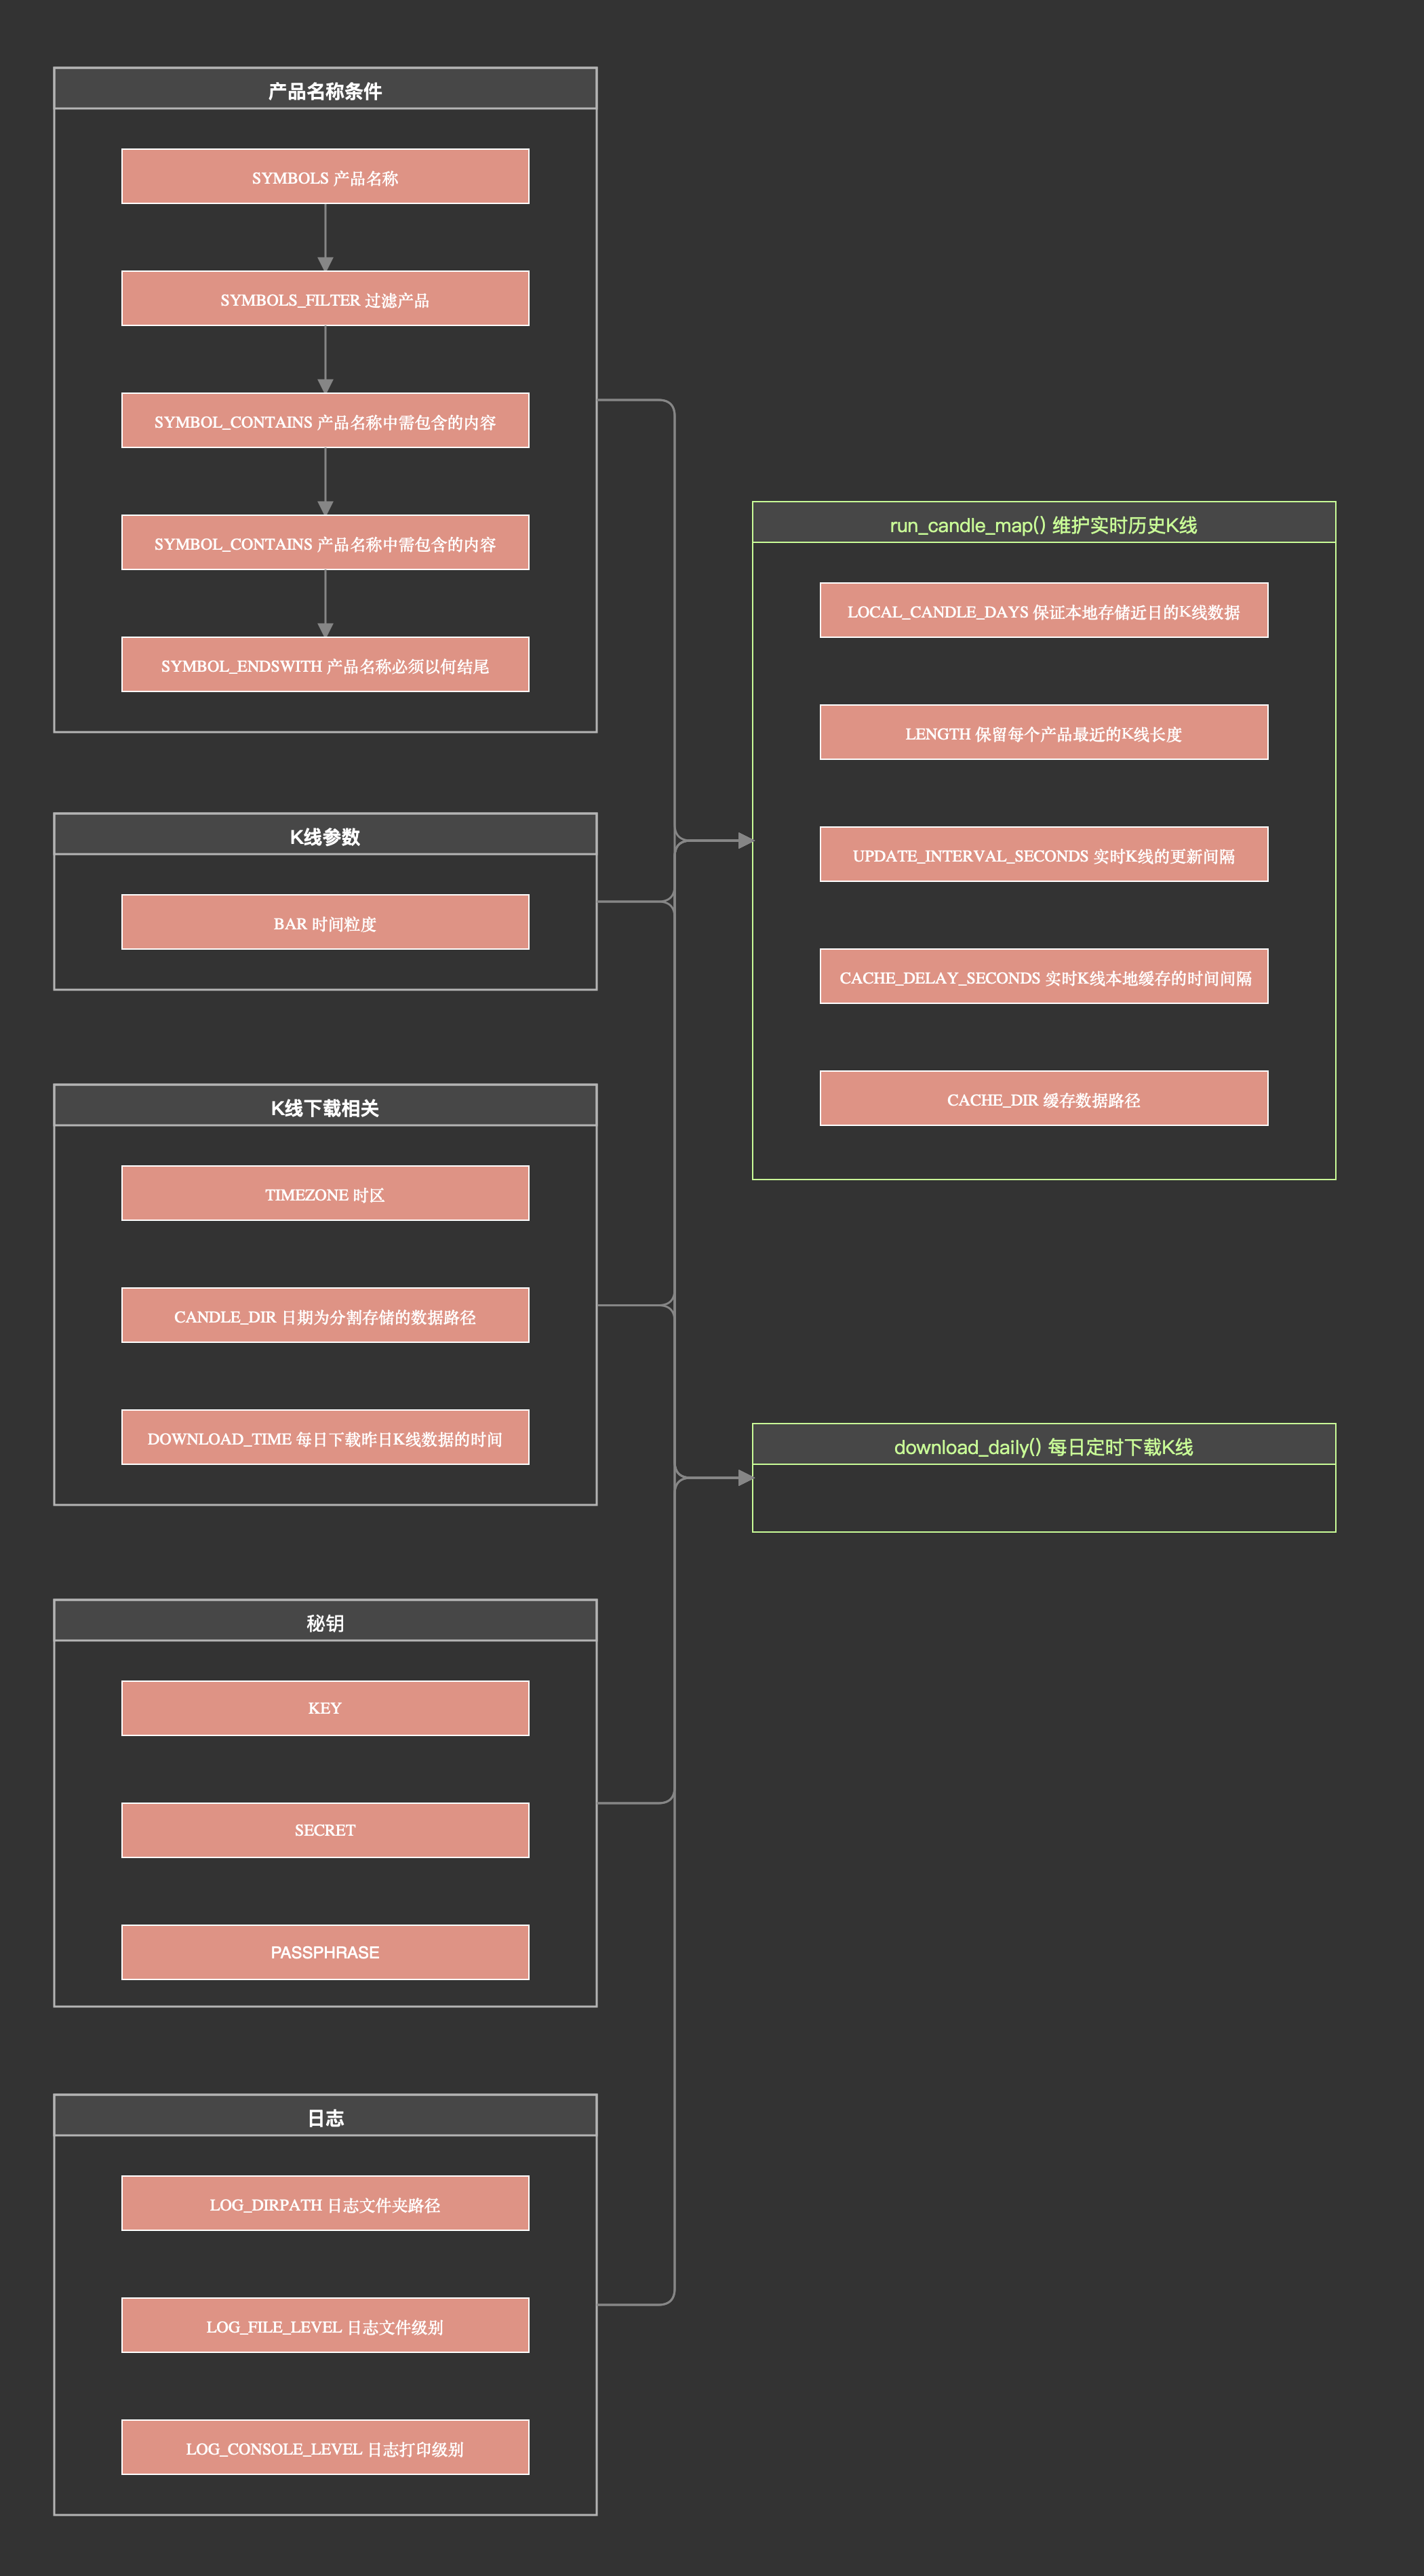 产品名称条件
SYMBOLS 产品名称
SYMBOLS_FILTER 过滤产品
SYMBOL_CONTAINS 产品名称中需包含的内容
SYMBOL_CONTAINS 产品名称中需包含的内容
SYMBOL_ENDSWITH 产品名称必须以何结尾
K线参数
BAR 时间粒度
K线下载相关
TIMEZONE 时区
CANDLE_DIR 日期为分割存储的数据路径
DOWNLOAD_TIME 每日下载昨日K线数据的时间
秘钥
KEY
SECRET
PASSPHRASE
日志
LOG_DIRPATH 日志文件夹路径
LOG_FILE_LEVEL 日志文件级别
LOG_CONSOLE_LEVEL 日志打印级别
run_candle_map() 维护实时历史K线
LOCAL_CANDLE_DAYS 保证本地存储近日的K线数据
LENGTH 保留每个产品最近的K线长度
UPDATE_INTERVAL_SECONDS 实时K线的更新间隔
CACHE_DELAY_SECONDS 实时K线本地缓存的时间间隔
CACHE_DIR 缓存数据路径
download_daily() 每日定时下载K线